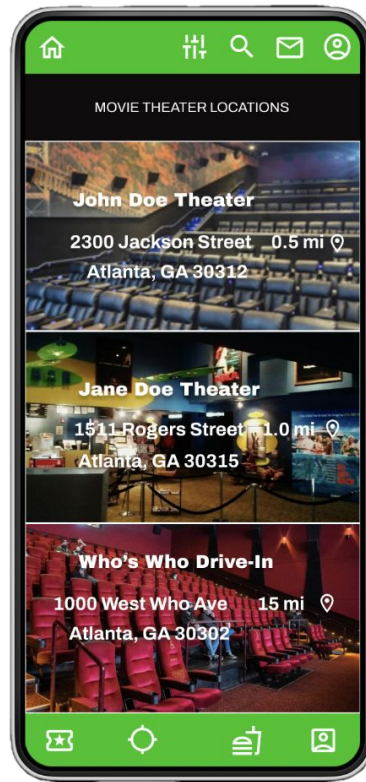 MOVIE THEATER LOCATIONS
John Doe Theater
2300 Jackson Street 0.5 mi
Atlanta, GA 30312
Jane Doe Theater
1511 Rogers Street 1.0 mi
Atlanta, GA 30315
Who's Who Drive-In
1000 West Who Ave 15 mi
Atlanta, GA 30302